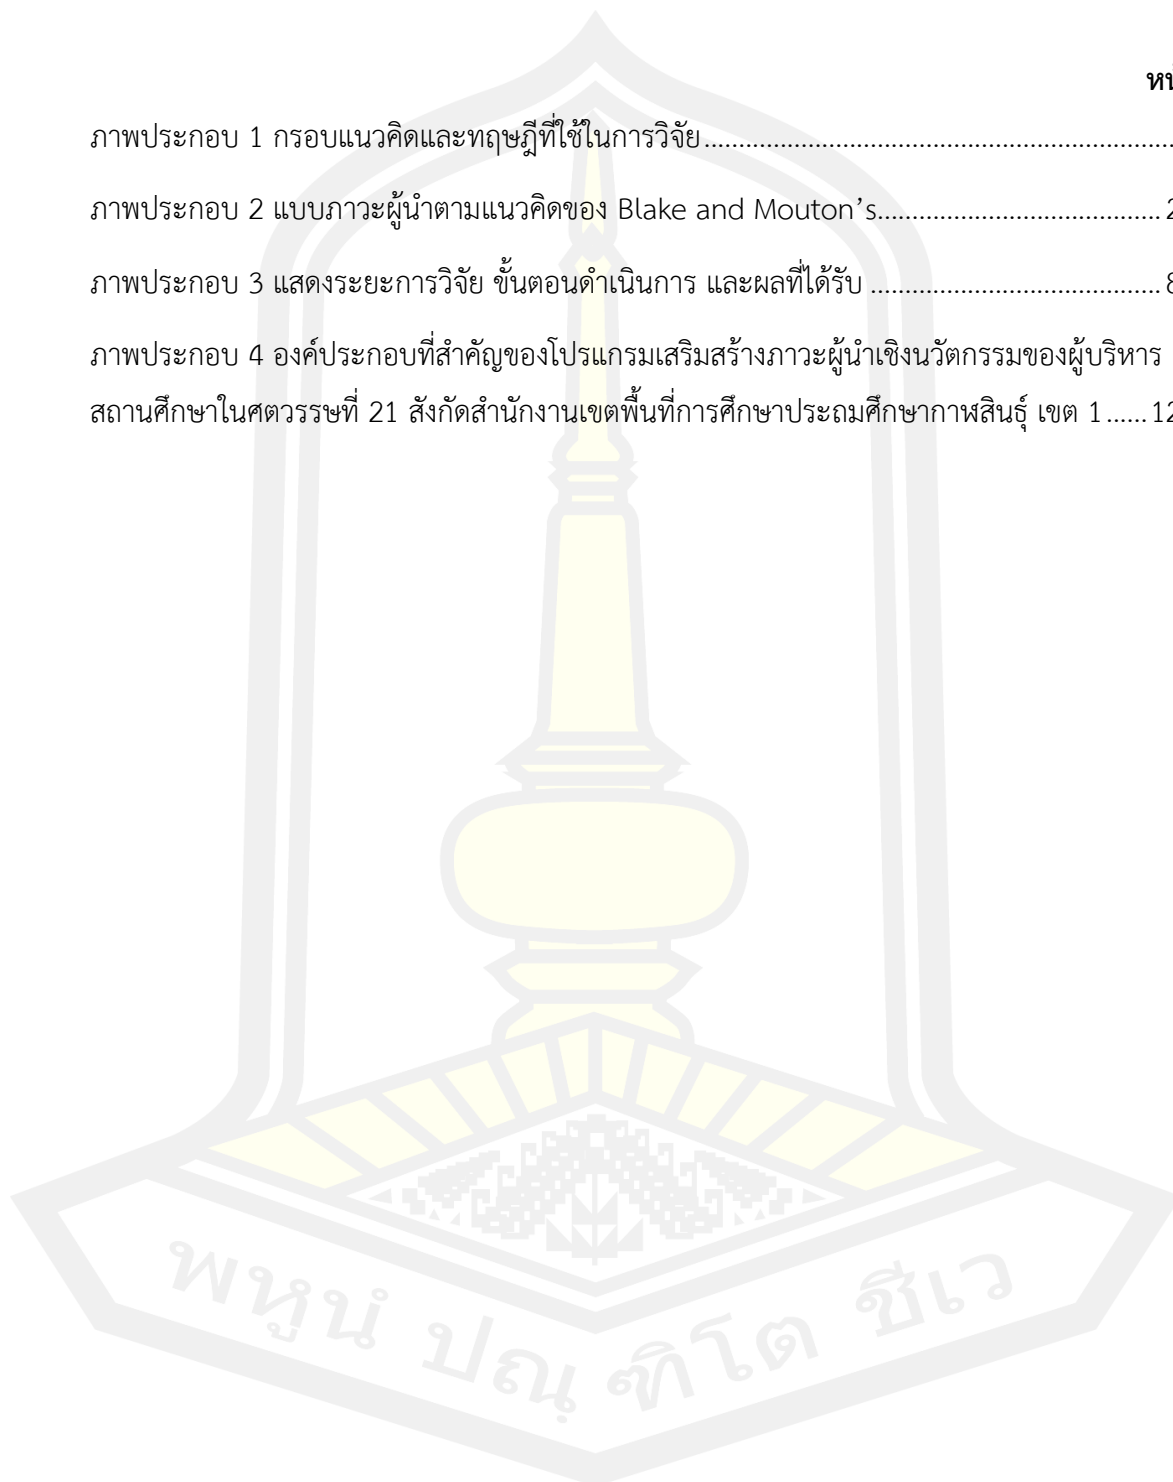 ภาพประกอบ 1 กรอบแนวคิดและทฤษฎีที่ใช้ในการวิจัย
ภาพประกอบ 2 แบบภาวะผู้นำตามแนวคิดของ Blake and Mouton’s
ภาพประกอบ 3 แสดงระยะการวิจัย ขั้นตอนดำเนินการ และผลที่ได้รับ
ภาพประกอบ 4 องค์ประกอบที่สำคัญของโปรแกรมเสริมสร้างภาวะผู้นำเชิงนวัตกรรมของผู้บริหาร
สถานศึกษาในศตวรรษที่ 21 สังกัดสำนักงานเขตพื้นที่การศึกษาประถมศึกษากาฬสินธุ์ เขต 1
พหูนํ ปณฺฑิโต ชีเว